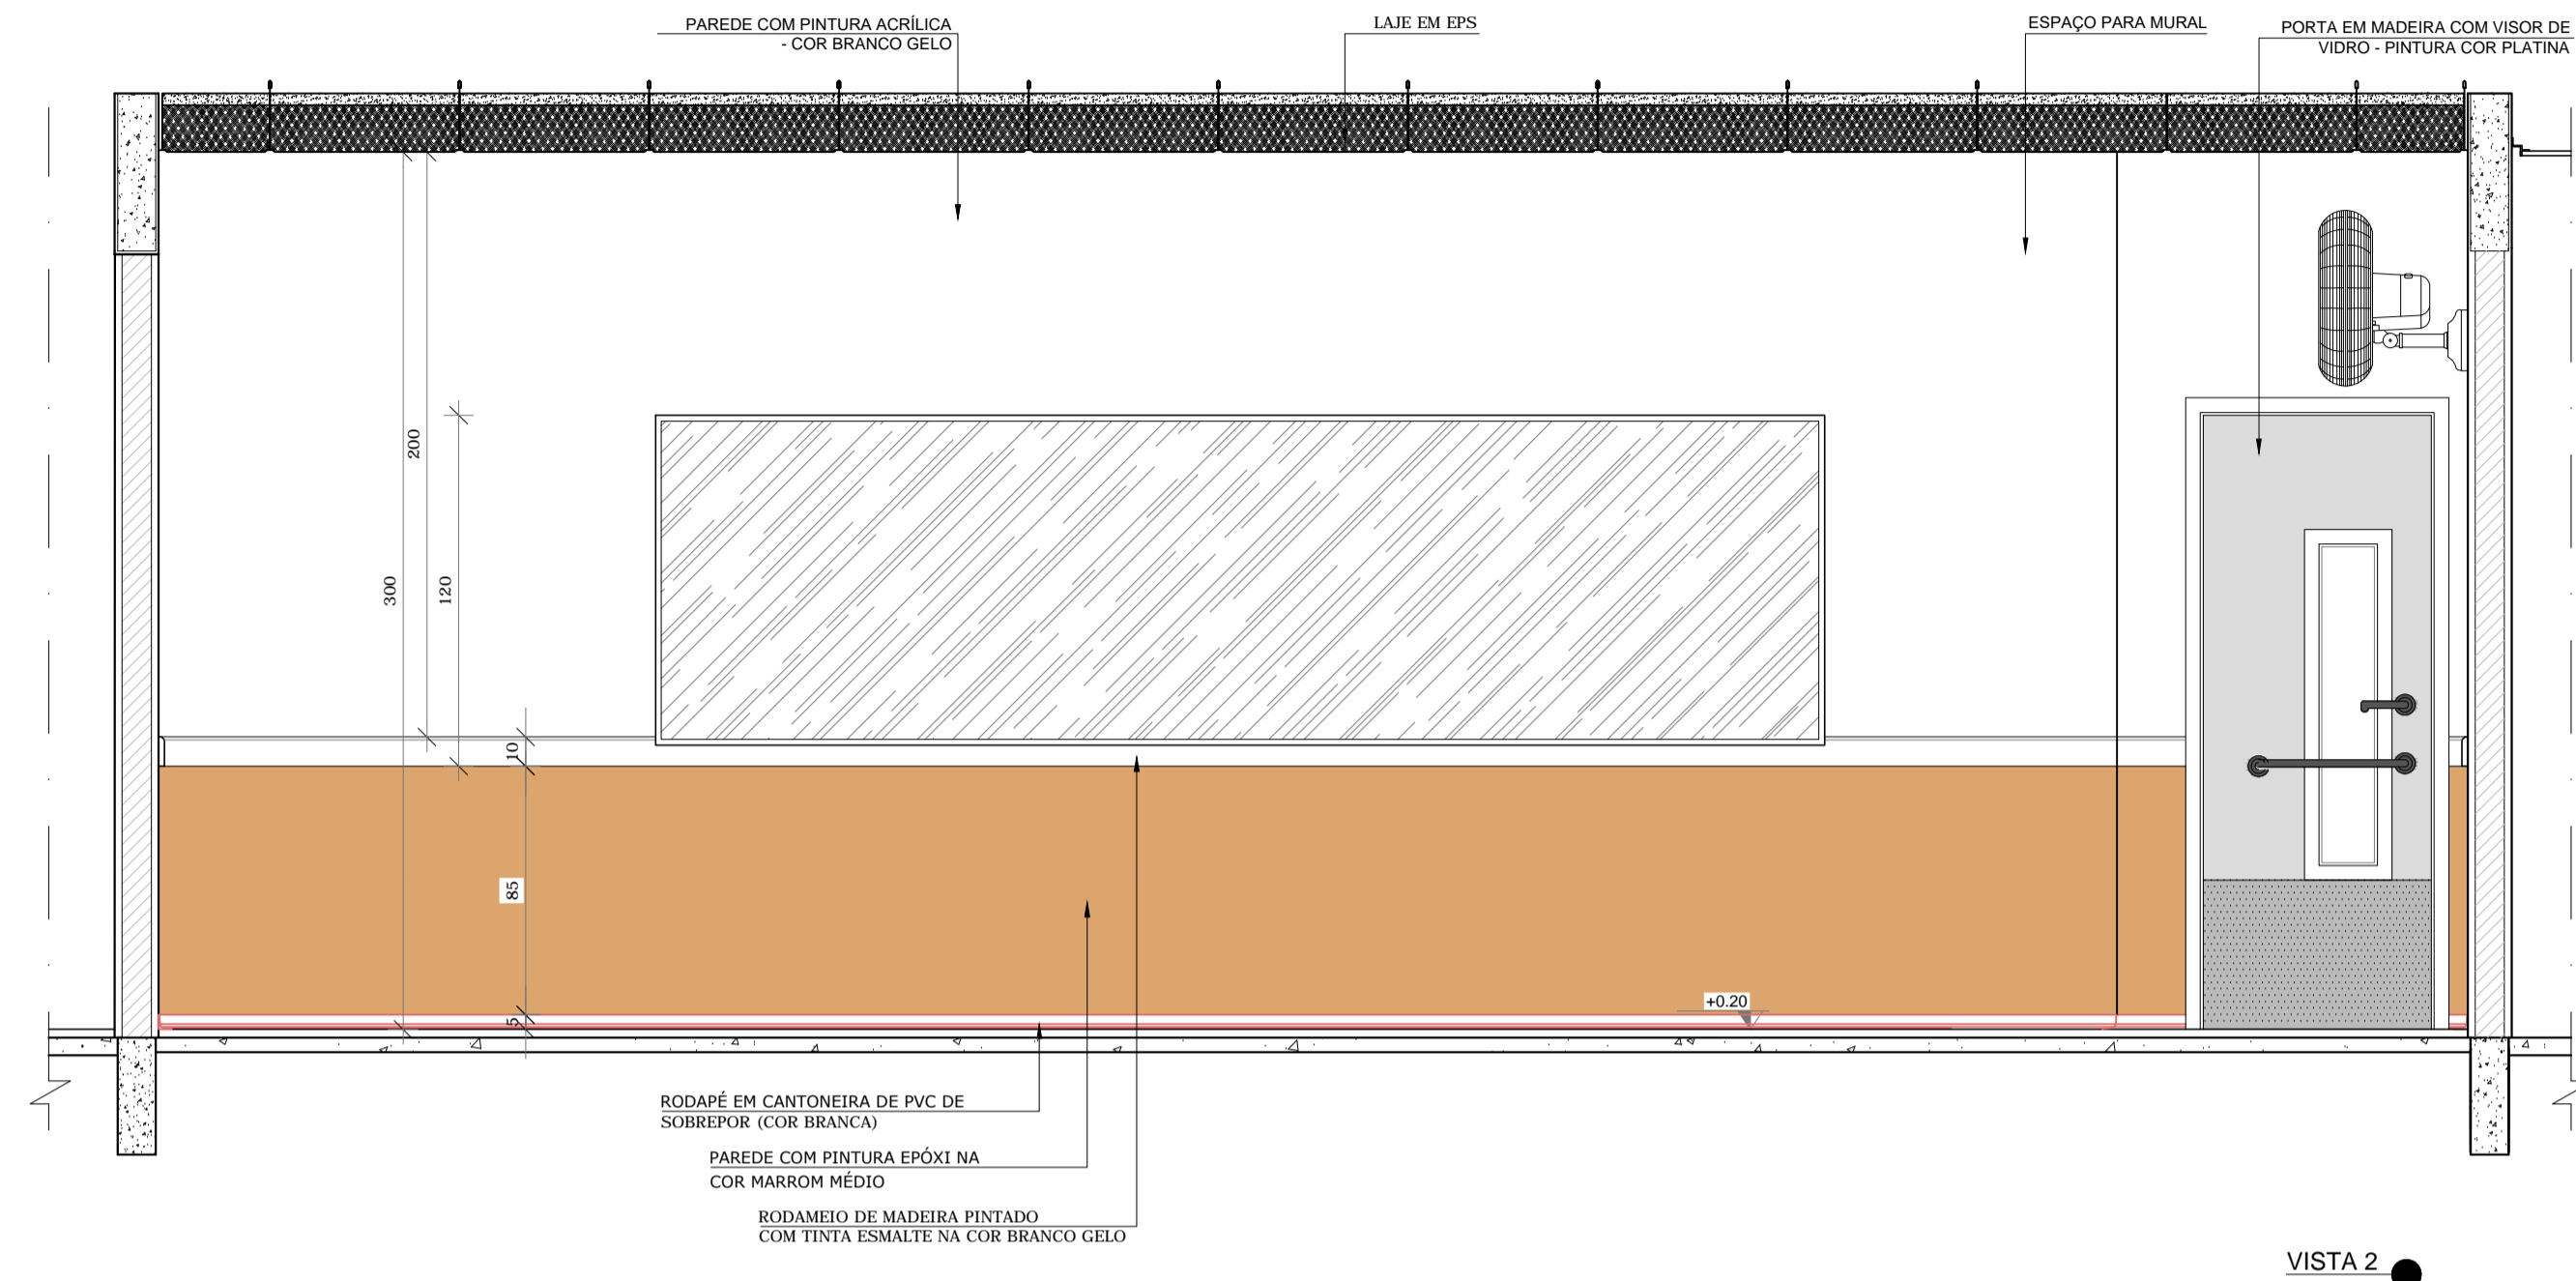 PAREDE COM PINTURA ACRÍLICA
- COR BRANCO GELO
LAJE EM EPS
ESPAÇO PARA MURAL
PORTA EM MADEIRA COM VISOR DE
VIDRO - PINTURA COR PLATINA
200
300
120
10
85
5
+0.20
RODAPÉ EM CANTONEIRA DE PVC DE
SOBREPOR (COR BRANCA)
PAREDE COM PINTURA EPÓXI NA
COR MARROM MÉDIO
RODAMEIO DE MADEIRA PINTADO
COM TINTA ESMALTE NA COR BRANCO GELO
VISTA 2